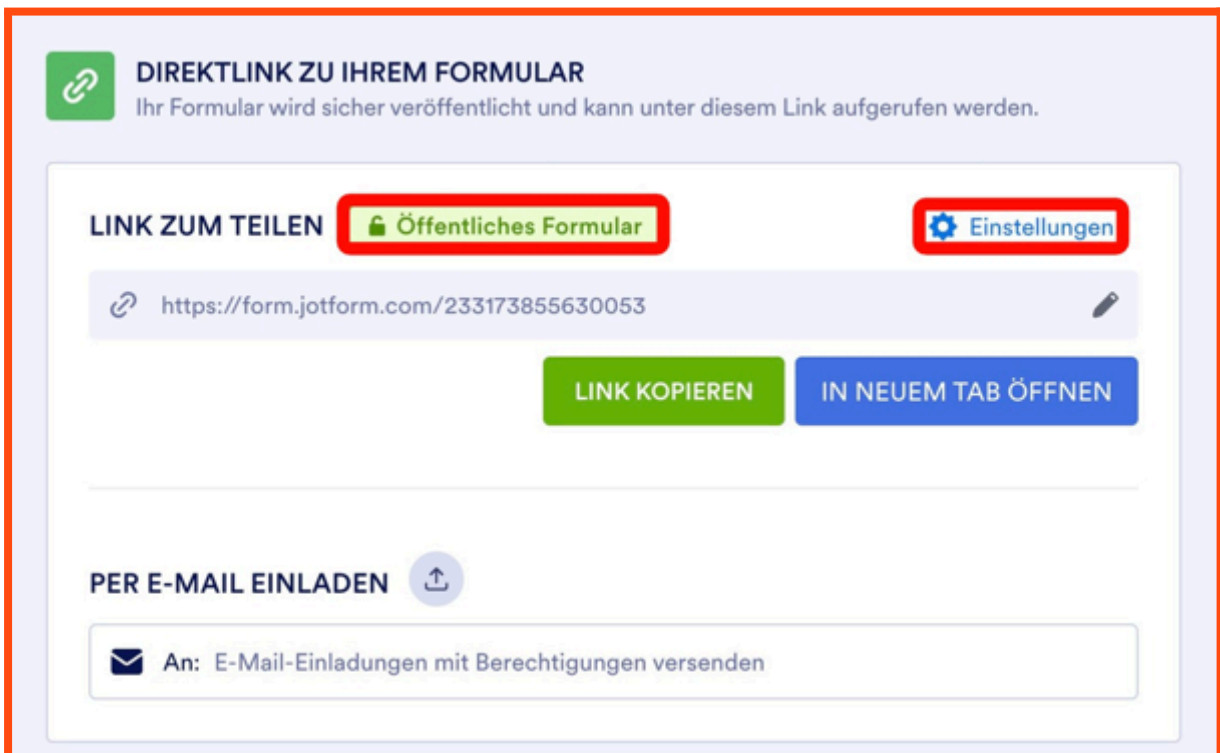 DIREKTLINK ZU IHREM FORMULAR
Ihr Formular wird sicher veröffentlicht und kann unter diesem Link aufgerufen werden.
LINK ZUM TEILEN Öffentliches Formular Einstellungen
https://form.jotform.com/233173855630053
LINK KOPIEREN IN NEUEM TAB ÖFFNEN
PER E-MAIL EINLADEN
An: E-Mail-Einladungen mit Berechtigungen versenden